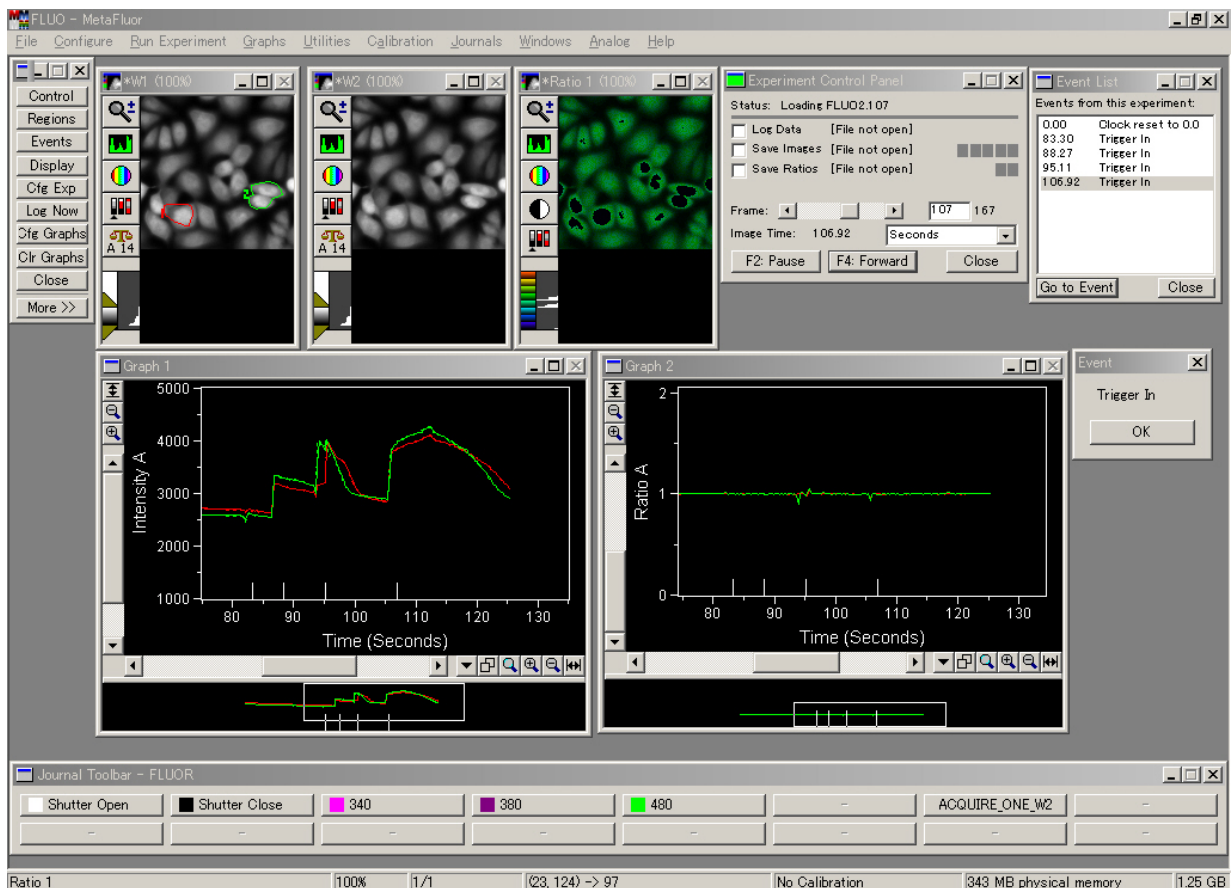 FLUO - MetaFluor
File Configure Run Experiment Graphs Utilities Calibration Journals Windows Analog Help
Control
Regions
Events
Display
Cfg Exp
Log Now
Cfg Graphs
Clr Graphs
Close
More >>
*W1 (100%)
A 14
*W2 (100%)
A 14
*Ratio 1 (100%)
Experiment Control Panel
Status: Loading FLUO2.107
Log Data [File not open]
Save Images [File not open]
Save Ratios [File not open]
Frame: 107 167
Image Time: 106.92 Seconds
F2: Pause F4: Forward Close
Event List
Events from this experiment:
0.00 Clock reset to 0.0
83.30 Trigger In
88.27 Trigger In
95.11 Trigger In
106.92 Trigger In
Go to Event Close
Graph 1
5000
4000
3000
2000
1000
Intensity A
80 90 100 110 120 130
Time (Seconds)
Graph 2
2
1
0
Ratio A
80 90 100 110 120 130
Time (Seconds)
Event
Trigger In
OK
Journal Toolbar - FLUOR
Shutter Open Shutter Close 340 380 480 - ACQUIRE_ONE_W2 -
- - - - - - - -
Ratio 1 100% 1/1 (23, 124) -> 97 No Calibration 343 MB physical memory 1.25 GB